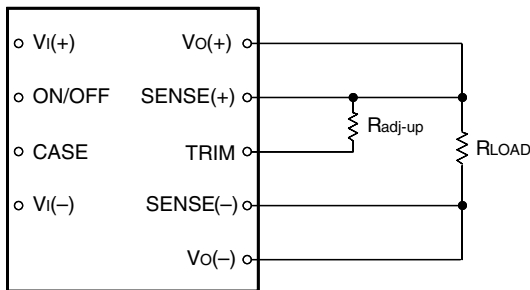 VI(+) VO(+)
ON/OFF SENSE(+)
Radj-up
CASE TRIM
RLOAD
VI(–) SENSE(–)
VO(–)